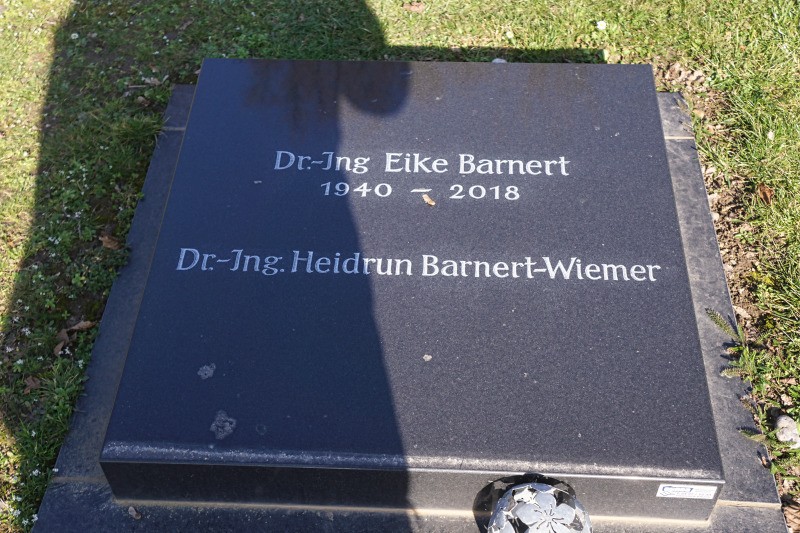 Dr.-Ing Eike Barnert
1940 – 2018
Dr.-Ing. Heidrun Barnert-Wiemer